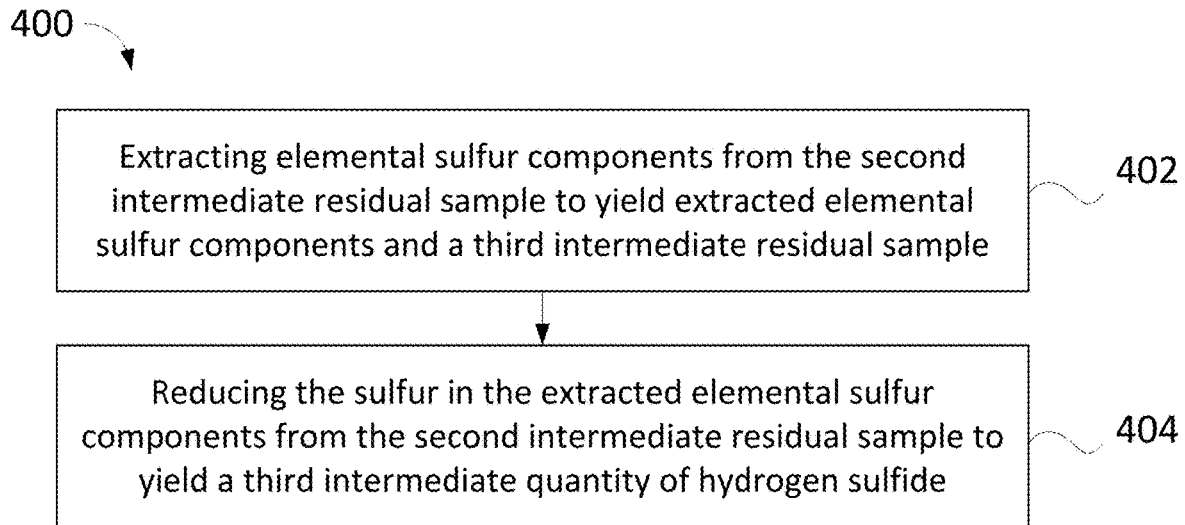 400
Extracting elemental sulfur components from the second
intermediate residual sample to yield extracted elemental
sulfur components and a third intermediate residual sample
402
Reducing the sulfur in the extracted elemental sulfur
components from the second intermediate residual sample to
yield a third intermediate quantity of hydrogen sulfide
404